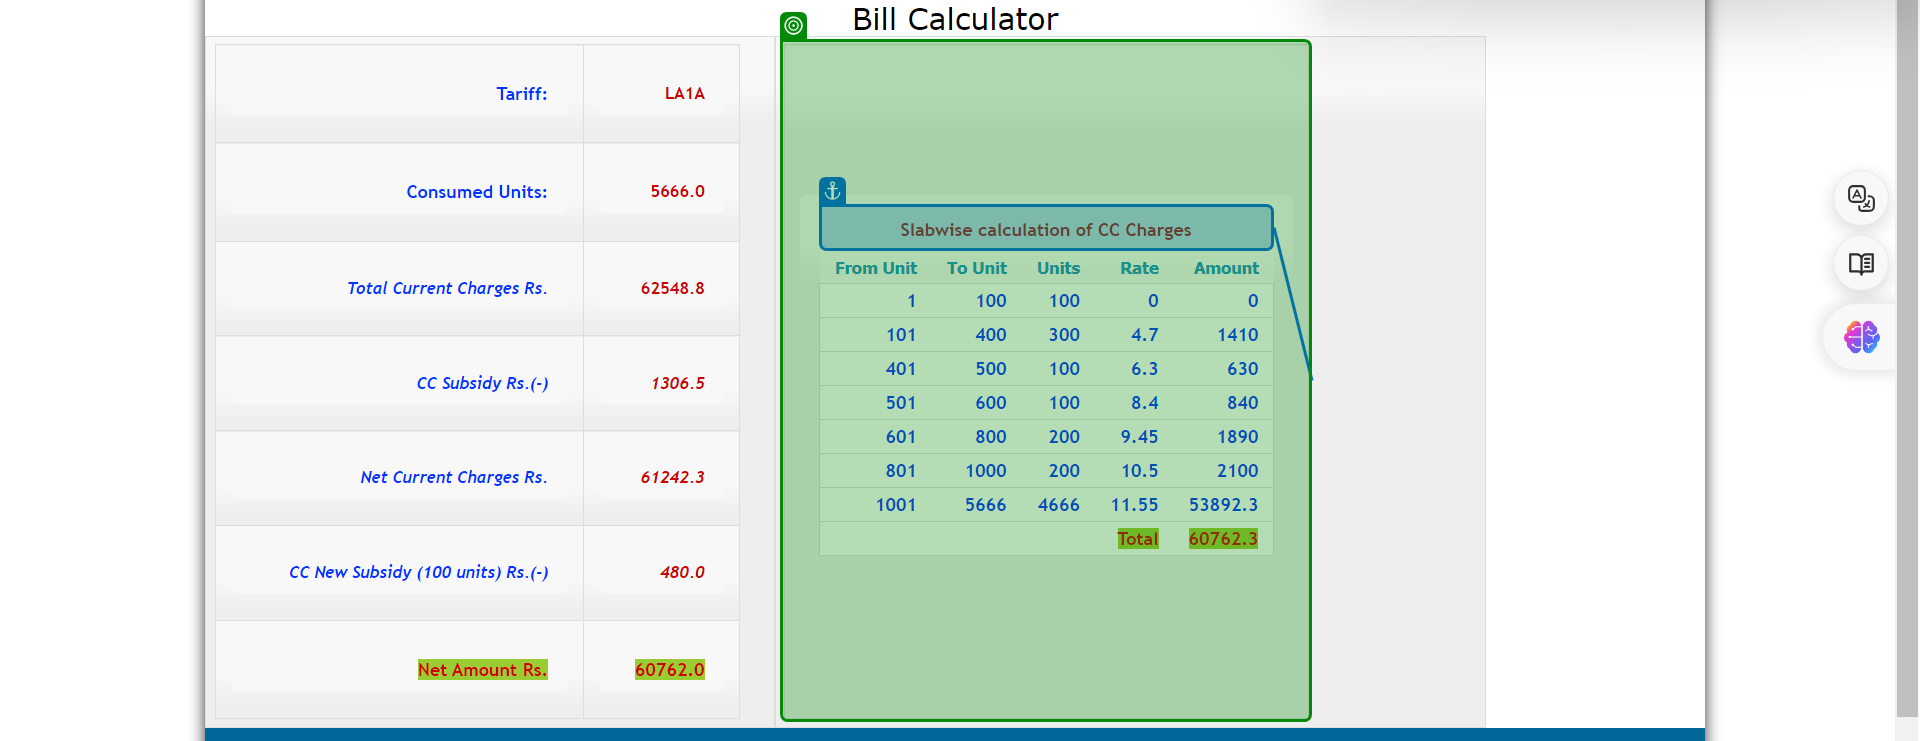 Bill Calculator
Tariff: LA1A
Consumed Units: 5666.0
Total Current Charges Rs. 62548.8
CC Subsidy Rs.(-) 1306.5
Net Current Charges Rs. 61242.3
CC New Subsidy (100 units) Rs.(-) 480.0
Net Amount Rs. 60762.0
Slabwise calculation of CC Charges
From Unit To Unit Units Rate Amount
1 100 100 0 0
101 400 300 4.7 1410
401 500 100 6.3 630
501 600 100 8.4 840
601 800 200 9.45 1890
801 1000 200 10.5 2100
1001 5666 4666 11.55 53892.3
Total 60762.3